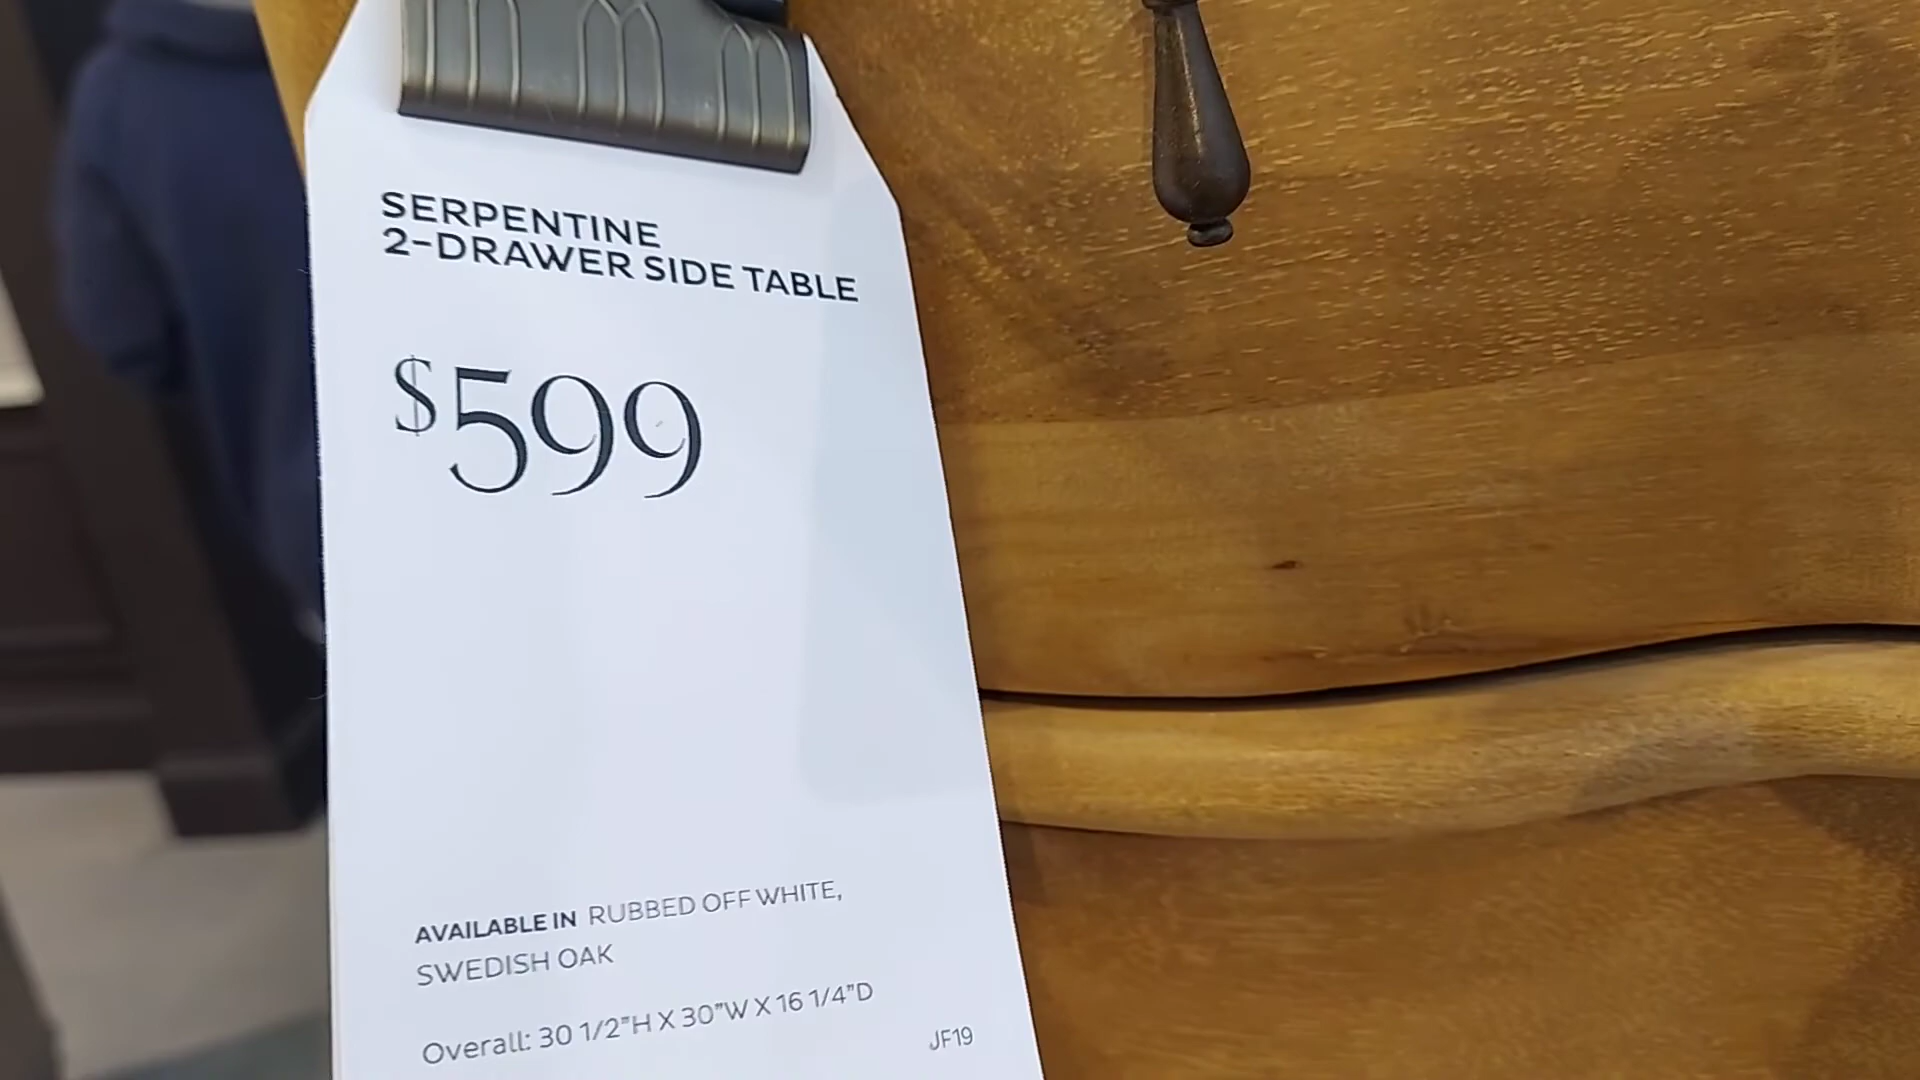 SERPENTINE
2-DRAWER SIDE TABLE
$599
AVAILABLE IN RUBBED OFF WHITE,
SWEDISH OAK
Overall: 30 1/2"H X 30"W X 16 1/4"D
JF19